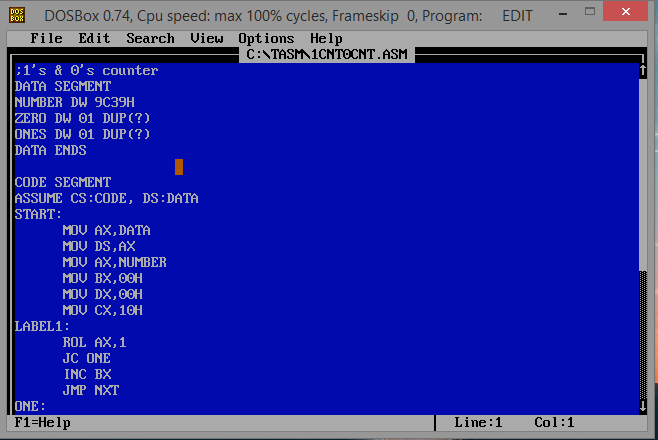 DOS
BOX
DOSBox 0.74, Cpu speed: max 100% cycles, Frameskip 0, Program: EDIT
File Edit Search View Options Help
C:\TASM\1CNT0CNT.ASM
;1's & 0's counter
DATA SEGMENT
NUMBER DW 9C39H
ZERO DW 01 DUP(?)
ONES DW 01 DUP(?)
DATA ENDS
CODE SEGMENT
ASSUME CS:CODE, DS:DATA
START:
MOV AX,DATA
MOV DS,AX
MOV AX,NUMBER
MOV BX,00H
MOV DX,00H
MOV CX,10H
LABEL1:
ROL AX,1
JC ONE
INC BX
JMP NXT
ONE:
F1=Help Line:1 Col:1